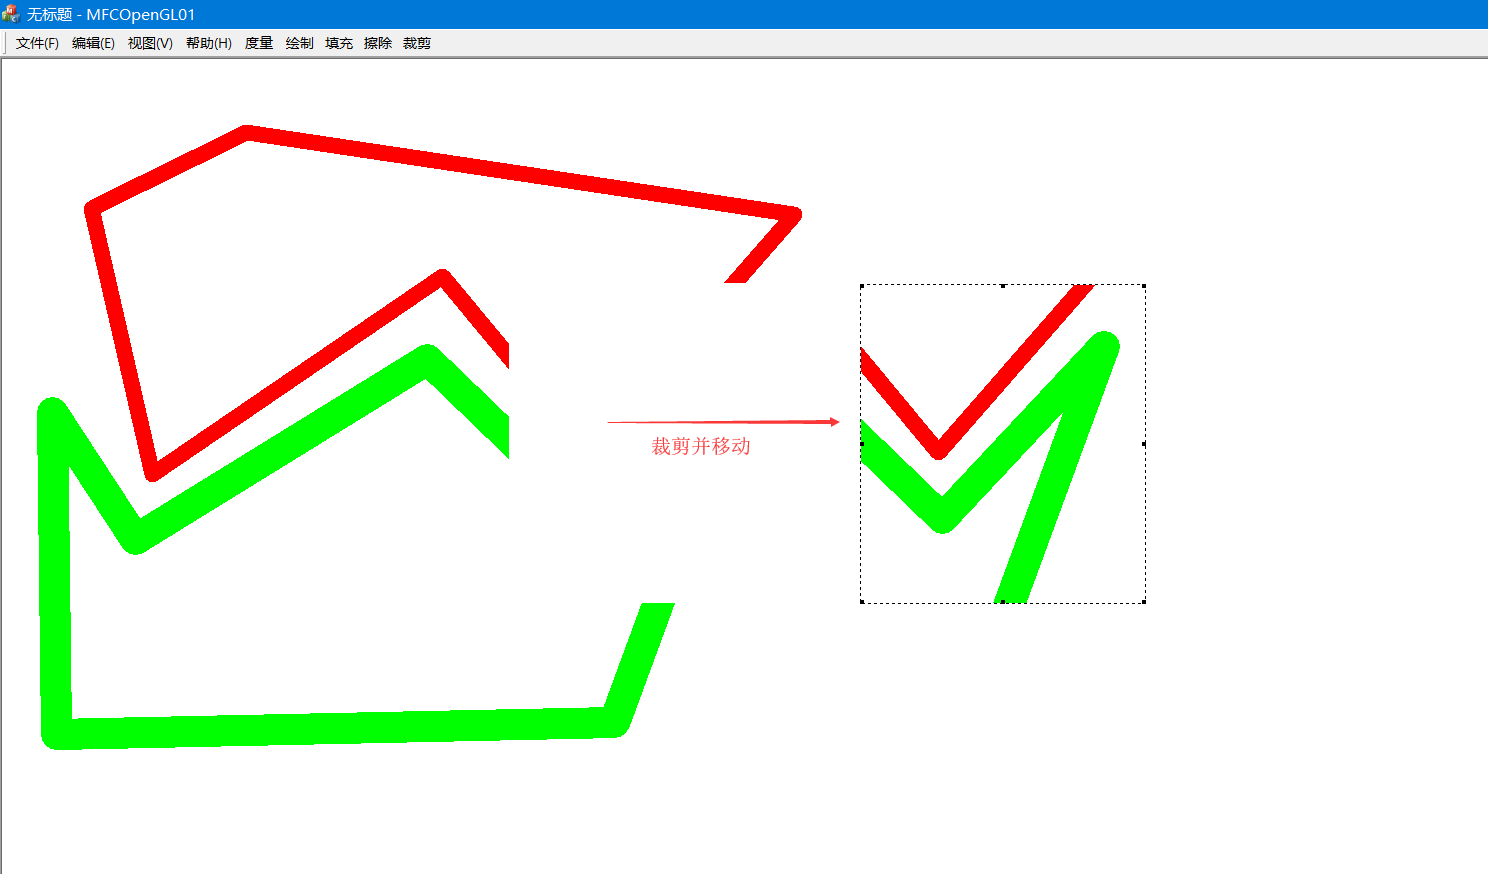 无标题 - MFCOpenGL01
文件(F) 编辑(E) 视图(V) 帮助(H) 度量 绘制 填充 擦除 裁剪
裁剪并移动